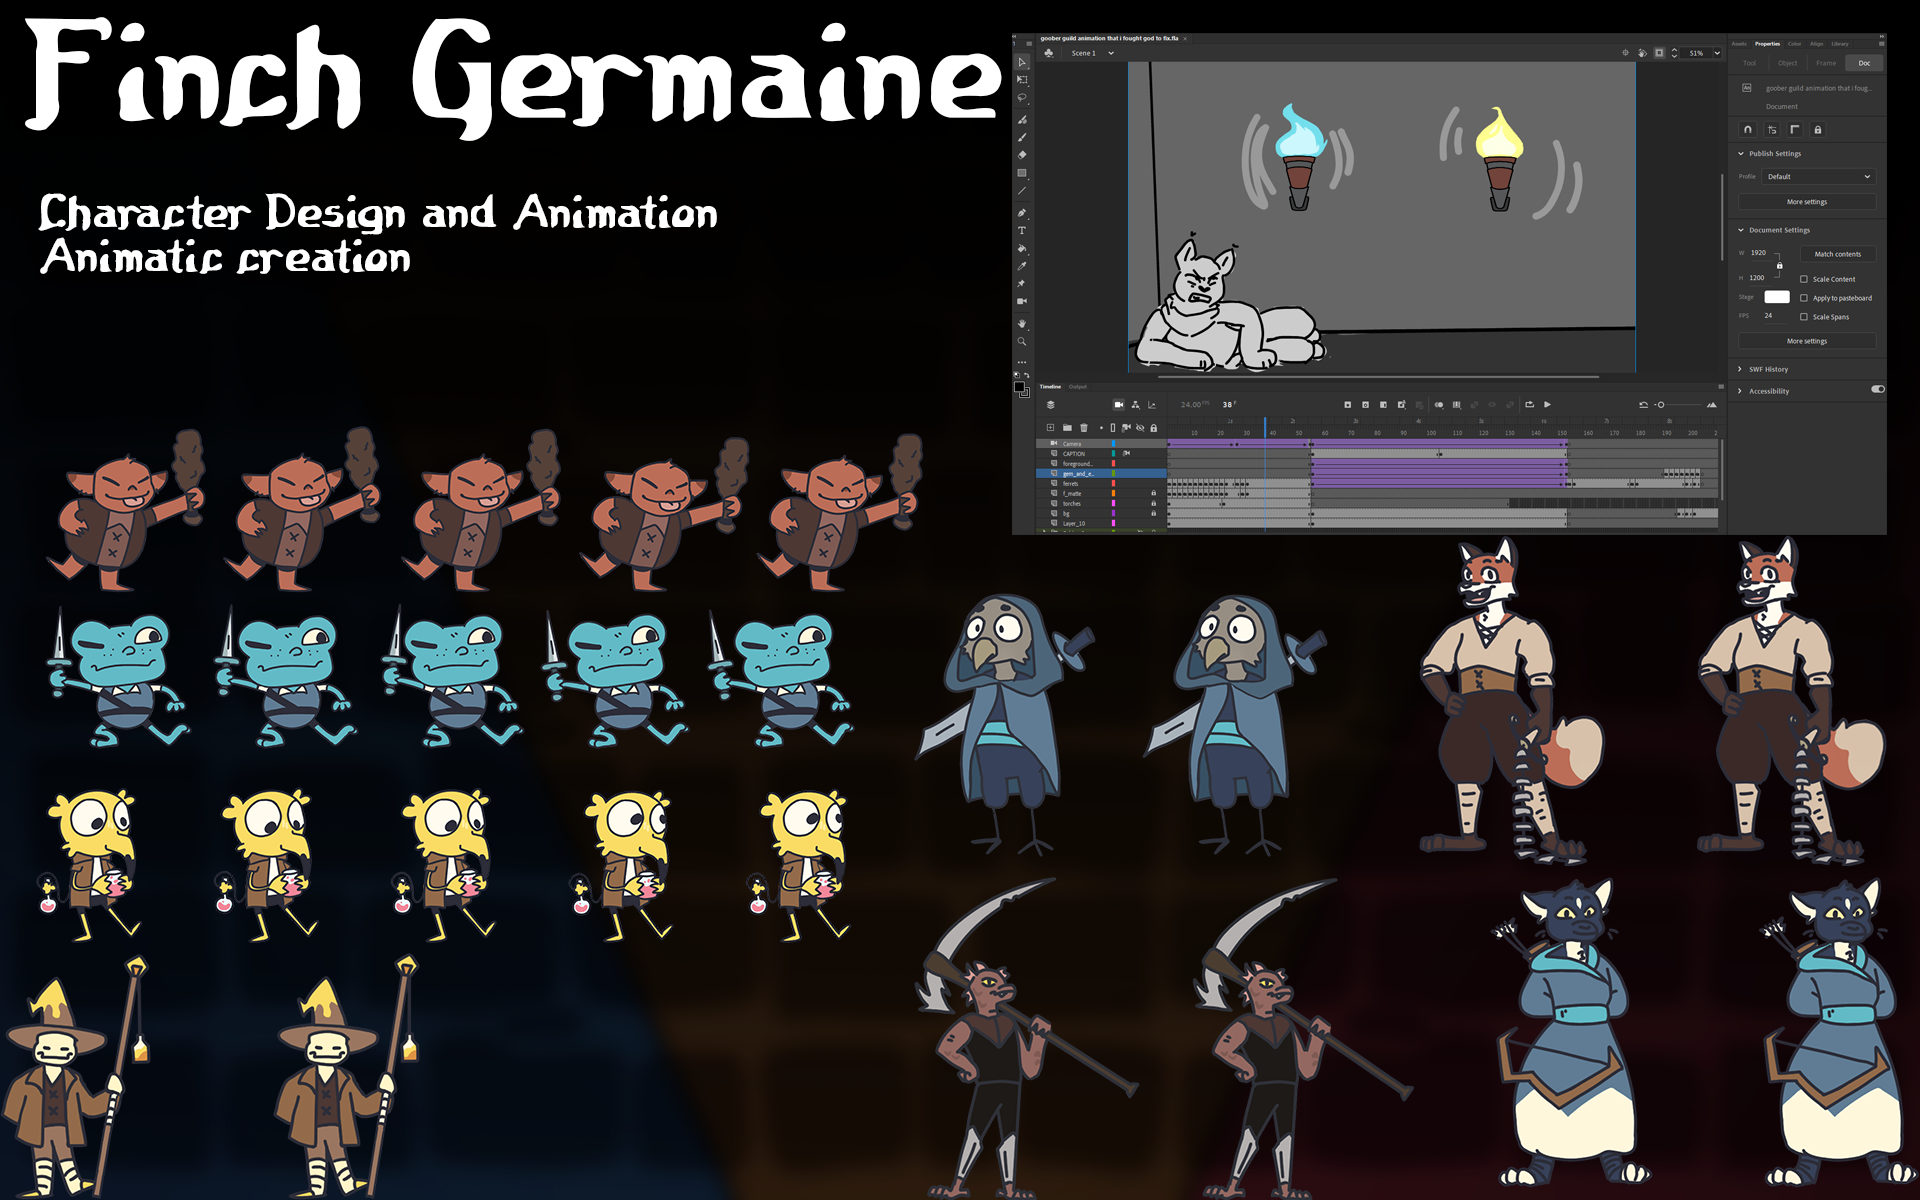 Finch Germaine
Character Design and Animation
Animatic creation
goober guild animation that i fought god to fix.fla ×
Scene 1
51%
Assets Properties Color Align Library
Tool Object Frame Doc
goober guild animation that i foug...
Document
Publish Settings
Profile Default
More settings
Document Settings
W 1920
Match contents
H 1200
Scale Content
Stage
Apply to pasteboard
FPS 24
Scale Spans
More settings
SWF History
Accessibility
Timeline Output
24.00 FPS 38 F
10 20 30 40 50 60 70 80 90 100 110 120 130 140 150 160 170 180 190 200 2
Camera
CAPTION
foreground..
gem_and_e..
ferrets
f_matte
torches
bg
Layer_10